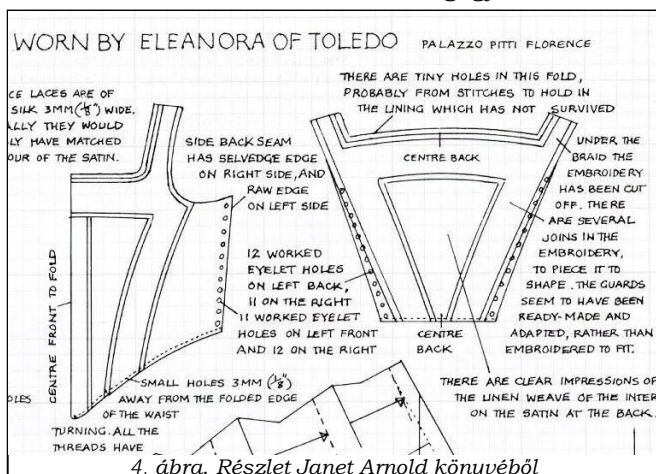 WORN BY ELEANORA OF TOLEDO PALAZZO PITTI FLORENCE
CE LACES ARE OF
SILK 3MM (⅛") WIDE.
ALLY THEY WOULD
LY HAVE MATCHED
OUR OF THE SATIN.
SIDE BACK SEAM
HAS SELVEDGE EDGE
ON RIGHT SIDE, AND
RAW EDGE
ON LEFT SIDE
THERE ARE TINY HOLES IN THIS FOLD,
PROBABLY FROM STITCHES TO HOLD IN
THE LINING WHICH HAS NOT SURVIVED
CENTRE BACK
UNDER THE
BRAID THE
EMBROIDERY
HAS BEEN CUT
OFF. THERE
ARE SEVERAL
JOINS IN THE
EMBROIDERY,
TO PIECE IT TO
SHAPE. THE GUARDS
SEEM TO HAVE BEEN
READY-MADE AND
ADAPTED, RATHER THAN
EMBROIDERED TO FIT.
12 WORKED
EYELET HOLES
ON LEFT BACK,
11 ON THE RIGHT
11 WORKED EYELET
HOLES ON LEFT FRONT
AND 12 ON THE RIGHT
CENTRE
BACK
CENTRE FRONT TO FOLD
OLES
SMALL HOLES 3MM (⅛")
AWAY FROM THE FOLDED EDGE
OF THE WAIST
TURNING. ALL THE
THREADS HAVE
THERE ARE CLEAR IMPRESSIONS OF
THE LINEN WEAVE OF THE INTER
ON THE SATIN AT THE BACK.
4. ábra. Részlet Janet Arnold könyvéből